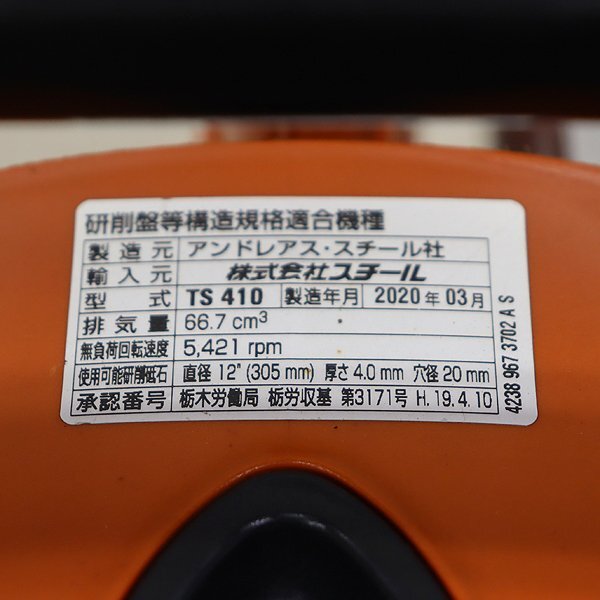 研削盤等構造規格適合機種
製造元 アンドレアス・スチール社
輸入元 株式会社スチール
型式 TS 410 製造年月 2020年03月
排気量 66.7 cm³
無負荷回転速度 5,421 rpm
使用可能研削砥石 直径 12" (305 mm) 厚さ 4.0 mm 穴径 20 mm
承認番号 栃木労働局 栃労収基 第3171号 H.19.4.10
4238 967 3702 A S